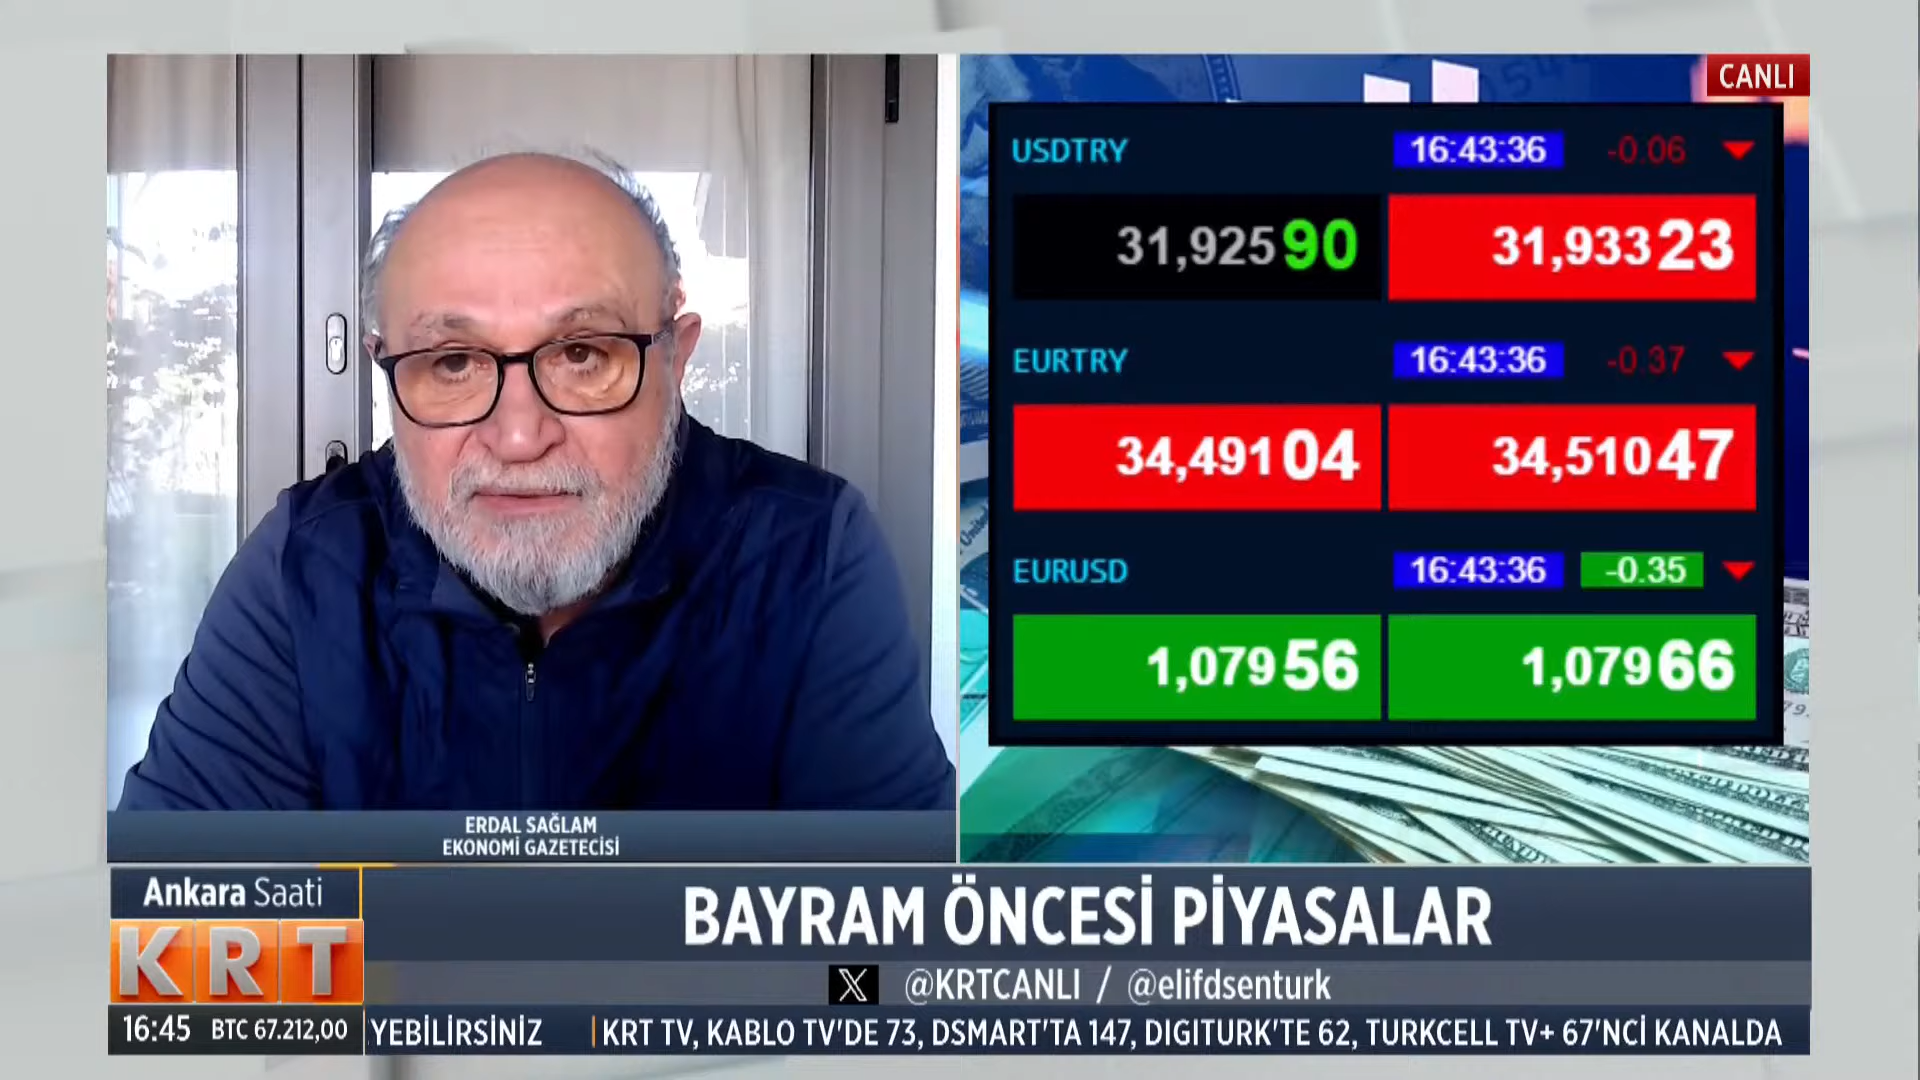 CANLI
USDTRY 16:43:36 -0.06
31,92590 31,93323
EURTRY 16:43:36 -0.37
34,49104 34,51047
EURUSD 16:43:36 -0.35
1,07956 1,07966
ERDAL SAĞLAM
EKONOMİ GAZETECİSİ
Ankara Saati
BAYRAM ÖNCESİ PİYASALAR
KRT
X @KRTCANLI / @elifdsenturk
16:45 BTC 67.212,00 YEBİLİRSİNİZ |KRT TV, KABLO TV'DE 73, DSMART'TA 147, DIGITURK'TE 62, TURKCELL TV+ 67'NCİ KANALDA